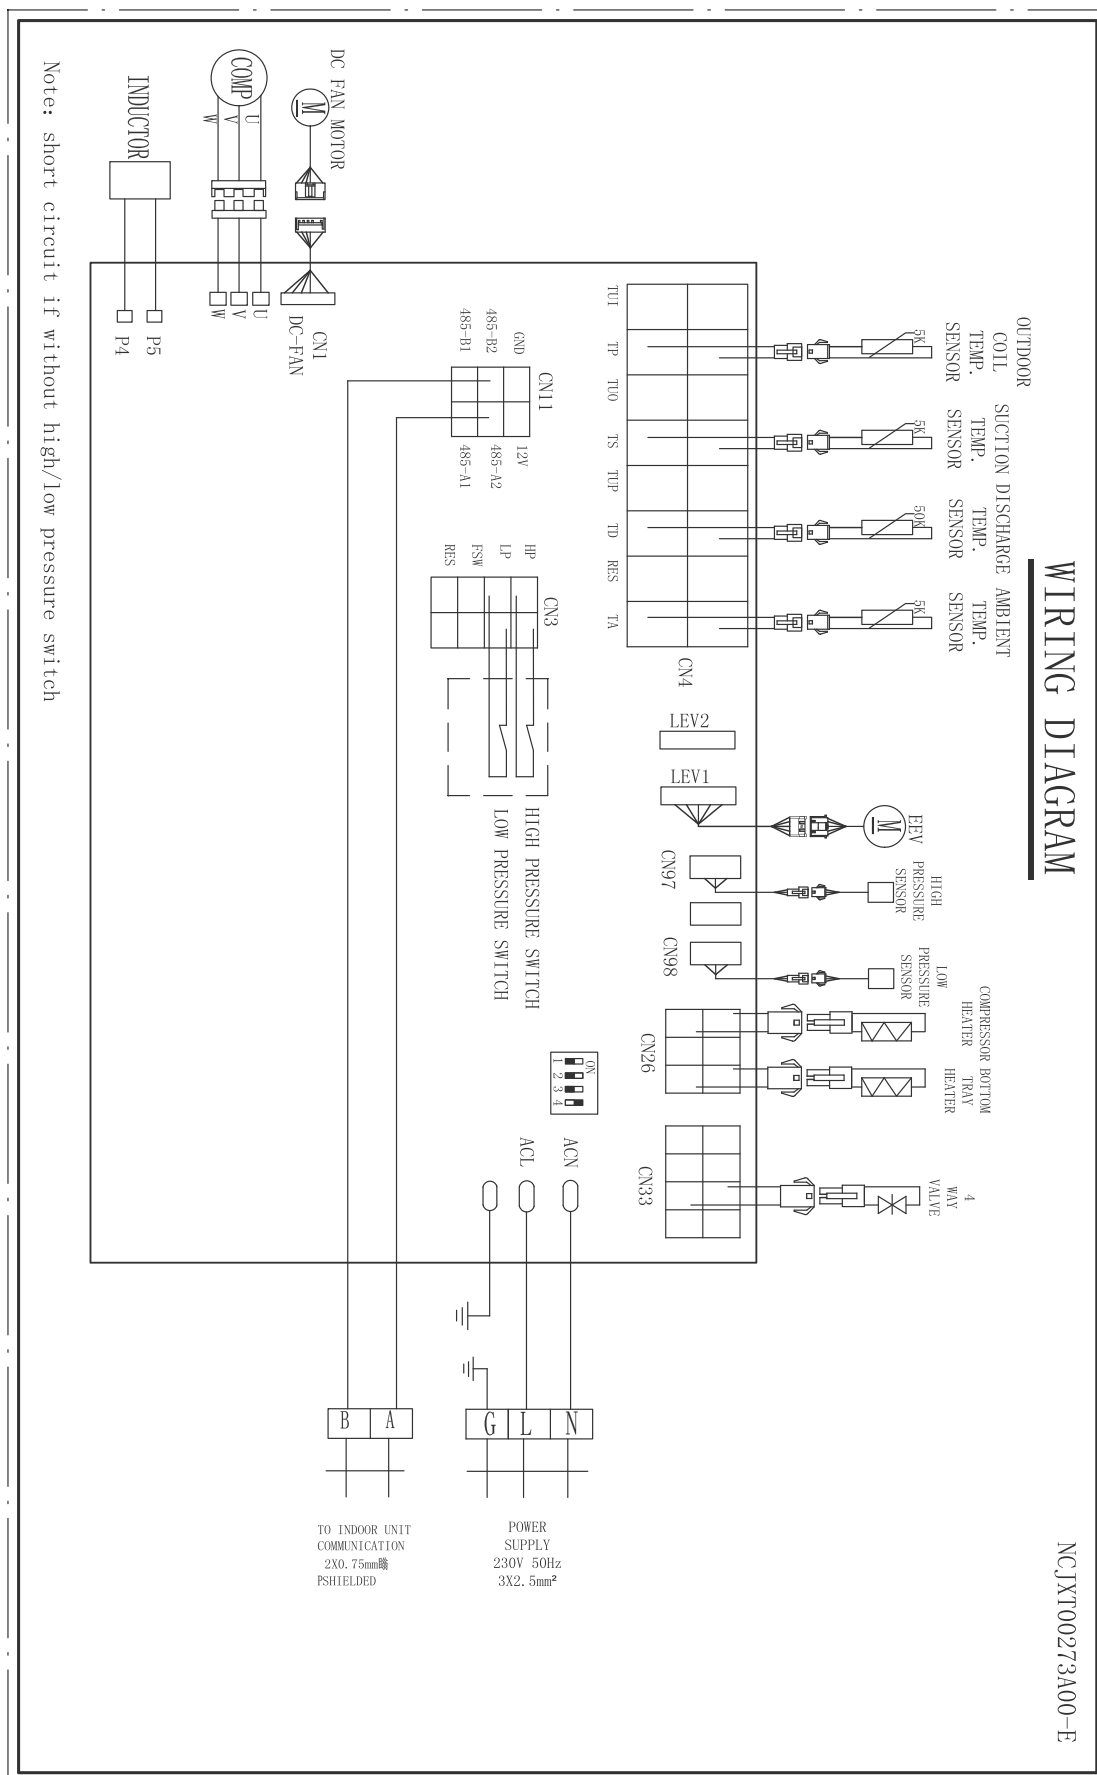 WIRING DIAGRAM
NCJXT00273A00-E
OUTDOOR
COIL
TEMP.
SENSOR
SUCTION
TEMP.
SENSOR
DISCHARGE
TEMP.
SENSOR
AMBIENT
TEMP.
SENSOR
5K
5K
50K
5K
EEV
M
HIGH
PRESSURE
SENSOR
LOW
PRESSURE
SENSOR
COMPRESSOR
HEATER
BOTTOM
TRAY
HEATER
4
WAY
VALVE
TUI
TP
TUO
TS
TUP
TD
RES
TA
CN4
LEV2
LEV1
CN97
CN98
CN26
CN33
DC FAN MOTOR
M
CN1
DC-FAN
COMP
U
V
W
U
V
W
INDUCTOR
P5
P4
GND
485-B2
485-B1
CN11
12V
485-A2
485-A1
HP
LP
FSW
RES
CN3
HIGH PRESSURE SWITCH
LOW PRESSURE SWITCH
ON
1 2 3 4
ACN
ACL
N
L
G
A
B
POWER
SUPPLY
230V 50Hz
3X2.5mm²
TO INDOOR UNIT
COMMUNICATION
2X0.75mm
PSHIELDED
Note: short circuit if without high/low pressure switch